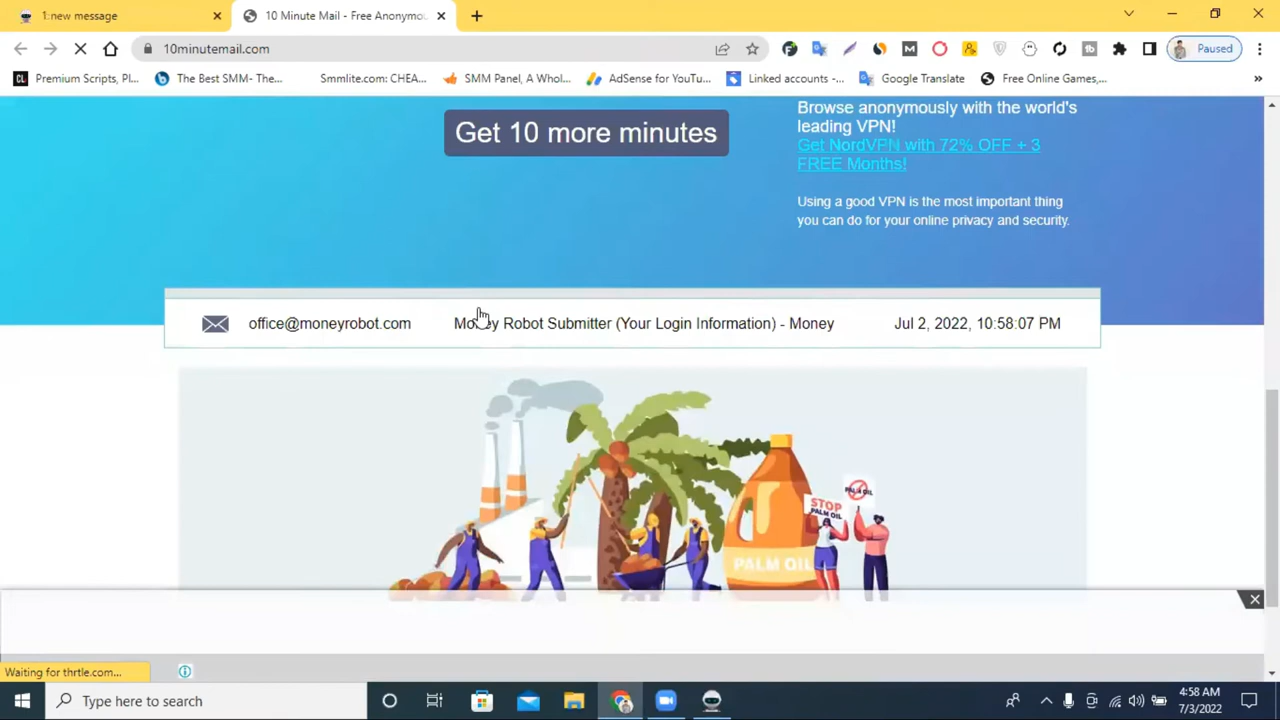 1:new message
10 Minute Mail - Free Anonymou
10minutemail.com
Paused
Premium Scripts, Pl...
The Best SMM- The...
Smmlite.com: CHEA...
SMM Panel, A Whol...
AdSense for YouTu...
Linked accounts -...
Google Translate
Free Online Games,...
Get 10 more minutes
Browse anonymously with the world's
leading VPN!
Get NordVPN with 72% OFF + 3
FREE Months!
Using a good VPN is the most important thing
you can do for your online privacy and security.
office@moneyrobot.com
Money Robot Submitter (Your Login Information) - Money
Jul 2, 2022, 10:58:07 PM
STOP
PALM OIL
PALM OIL
PALM OIL
Waiting for thrtle.com...
Type here to search
4:58 AM
7/3/2022